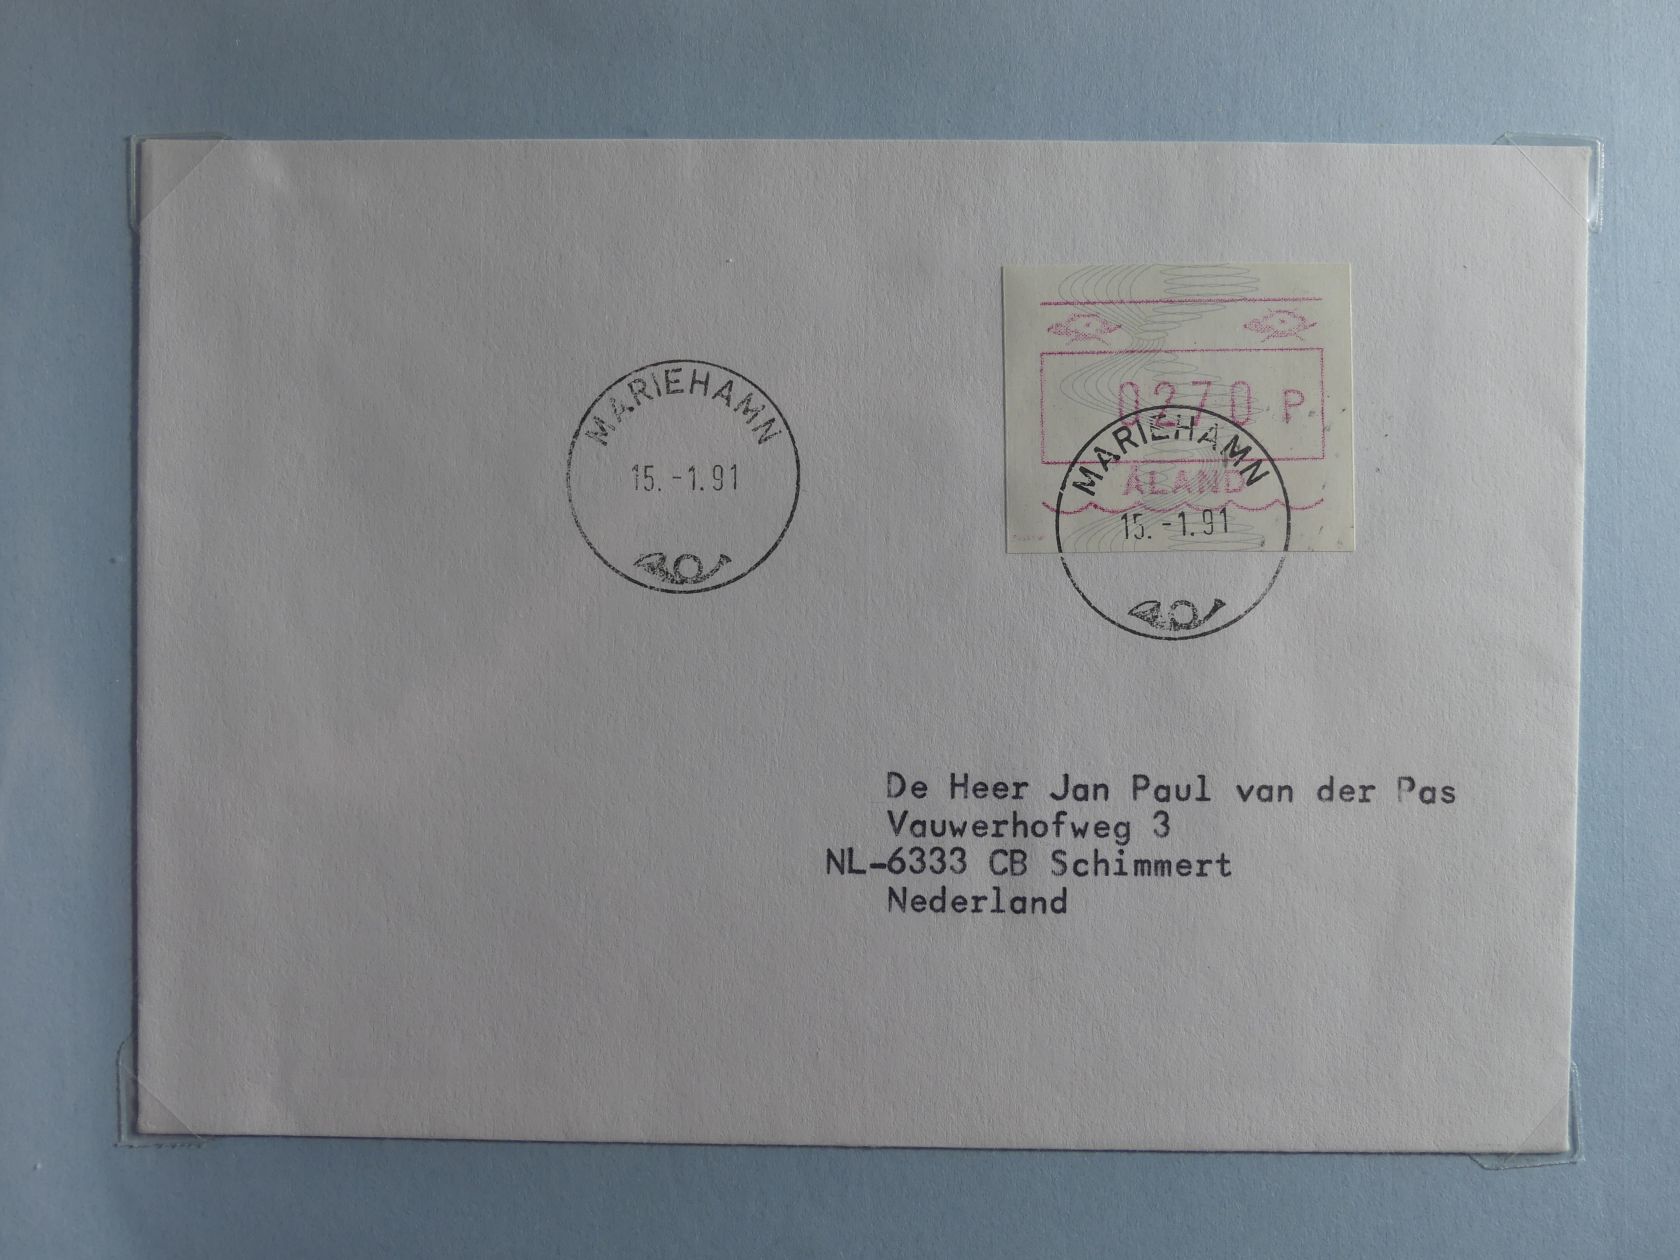 0270 P
ÅLAND
MARIEHAMN
15.-1.91
MARIEHAMN
15.-1.91
De Heer Jan Paul van der Pas
Vauwerhofweg 3
NL-6333 CB Schimmert
Nederland